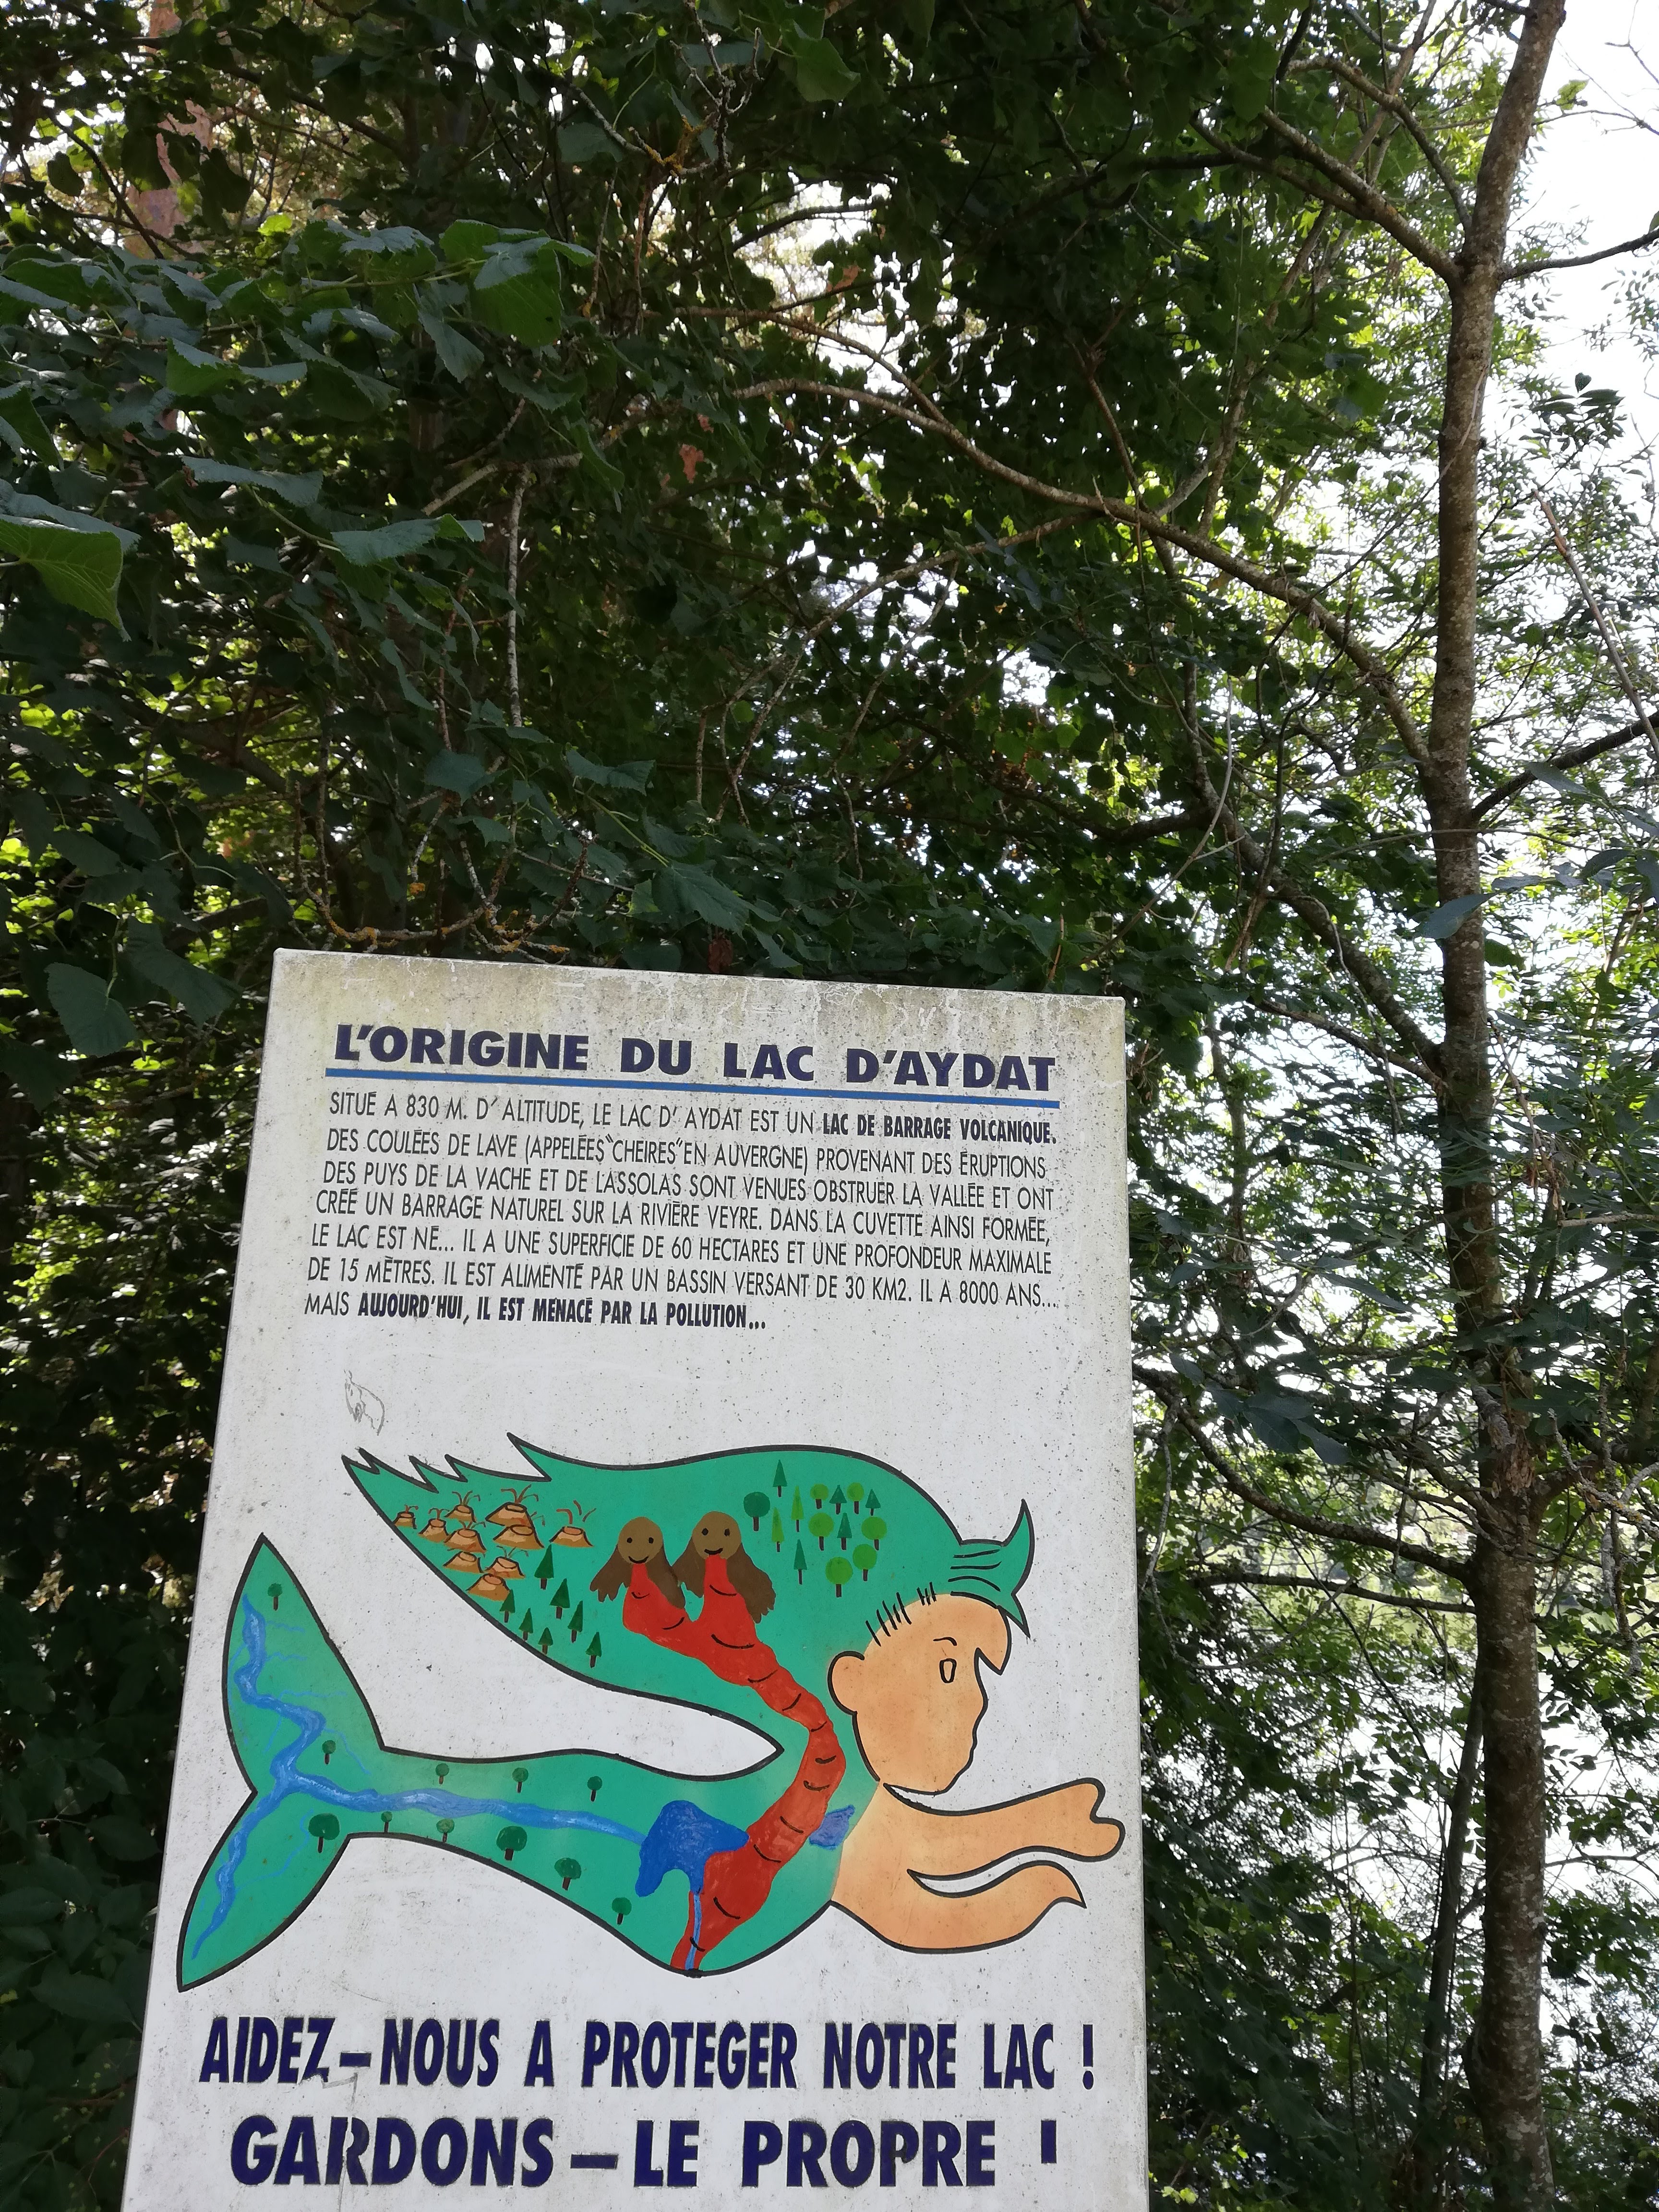 L'ORIGINE DU LAC D'AYDAT
SITUÉ A 830 M. D' ALTITUDE, LE LAC D' AYDAT EST UN LAC DE BARRAGE VOLCANIQUE.
DES COULÉES DE LAVE (APPELÉES "CHEIRES" EN AUVERGNE) PROVENANT DES ÉRUPTIONS
DES PUYS DE LA VACHE ET DE LASSOLAS SONT VENUES OBSTRUER LA VALLÉE ET ONT
CRÉÉ UN BARRAGE NATUREL SUR LA RIVIÈRE VEYRE. DANS LA CUVETTE AINSI FORMÉE,
LE LAC EST NÉ... IL A UNE SUPERFICIE DE 60 HECTARES ET UNE PROFONDEUR MAXIMALE
DE 15 MÈTRES. IL EST ALIMENTÉ PAR UN BASSIN VERSANT DE 30 KM2. IL A 8000 ANS...
MAIS AUJOURD'HUI, IL EST MENACÉ PAR LA POLLUTION...
AIDEZ-NOUS A PROTEGER NOTRE LAC !
GARDONS-LE PROPRE !